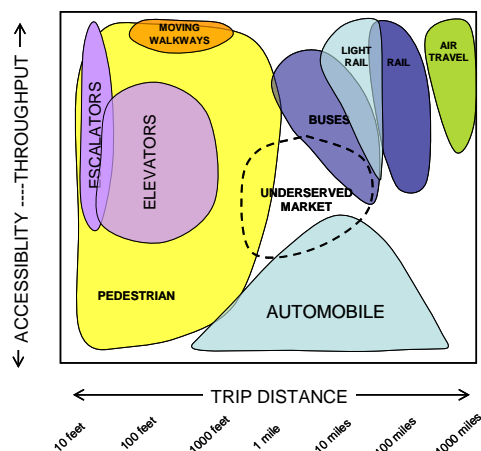 ACCESSIBLITY ----THROUGHPUT
MOVING
WALKWAYS
ESCALATORS
ELEVATORS
LIGHT
RAIL
RAIL
AIR
TRAVEL
BUSES
UNDERSERVED
MARKET
PEDESTRIAN
AUTOMOBILE
TRIP DISTANCE
10 feet
100 feet
1000 feet
1 mile
10 miles
100 miles
1000 miles